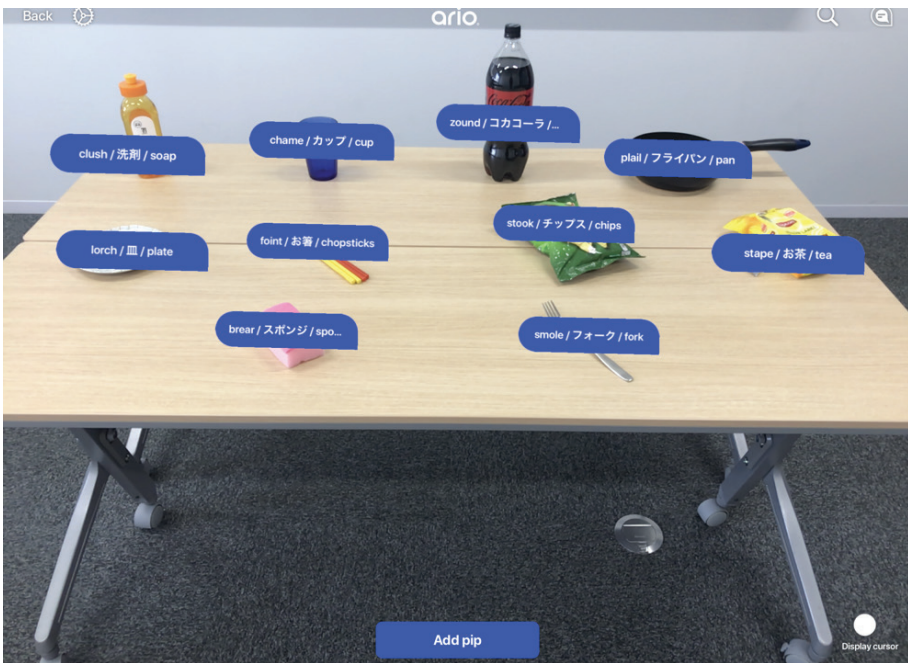 Back
ario.
zound / コカコーラ /...
chame / カップ / cup
clush / 洗剤 / soap
plail / フライパン / pan
stook / チップス / chips
foint / お箸 / chopsticks
lorch / 皿 / plate
stape / お茶 / tea
brear / スポンジ / spo...
smole / フォーク / fork
Add pip
Display cursor